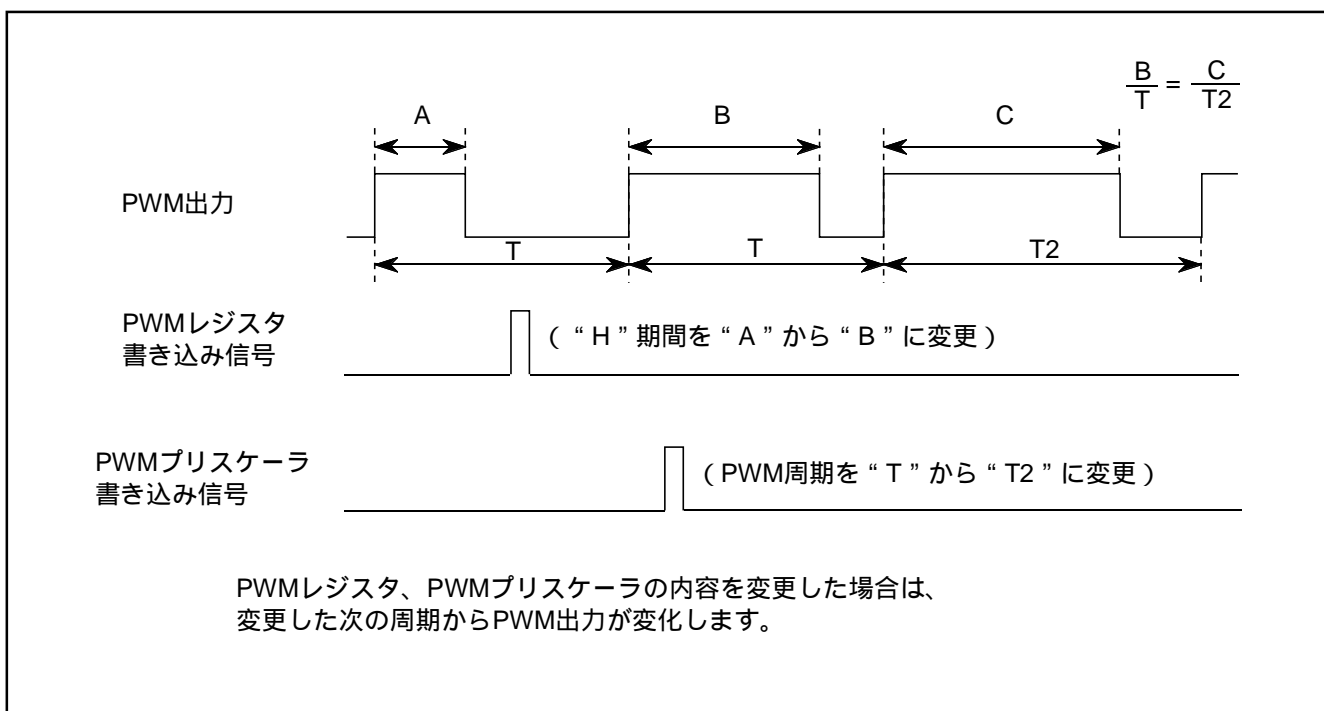 B/T = C/T2
A
B
C
PWM出力
T
T
T2
PWMレジスタ
書き込み信号
( “ H ” 期間を “ A ” から “ B ” に変更 )
PWMプリスケーラ
書き込み信号
( PWM周期を “ T ” から “ T2 ” に変更 )
PWMレジスタ、PWMプリスケーラの内容を変更した場合は、
変更した次の周期からPWM出力が変化します。